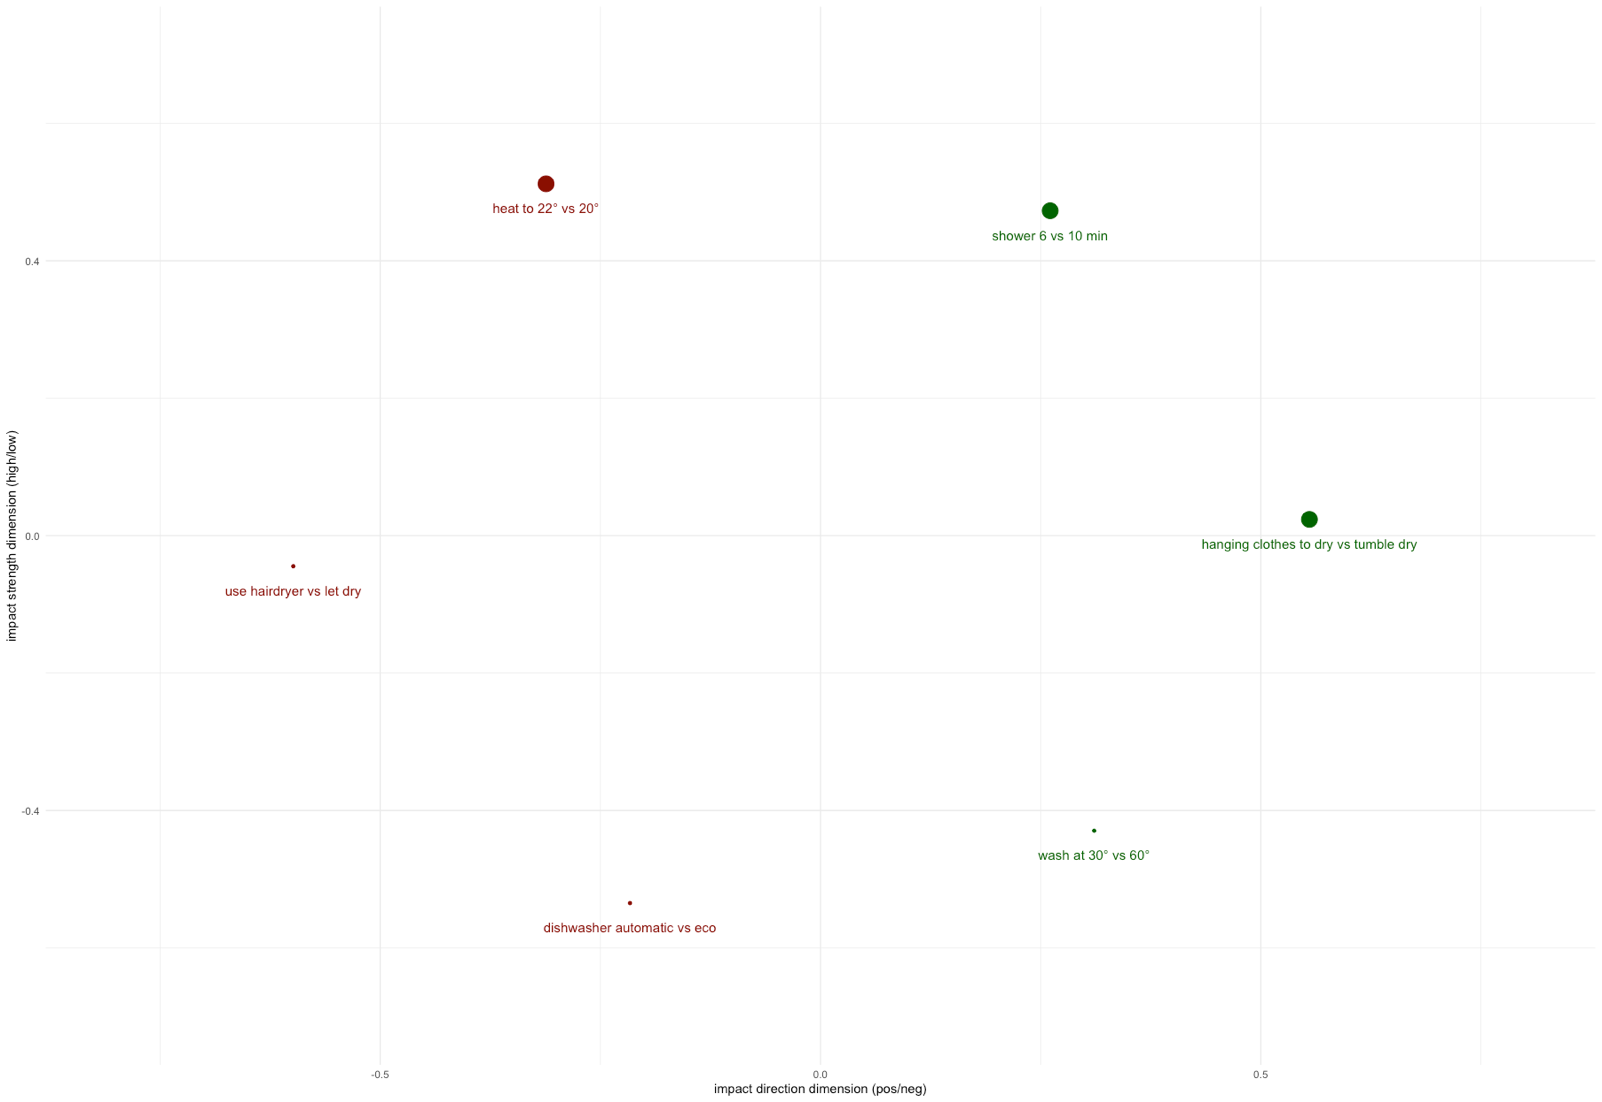 heat to 22° vs 20°
shower 6 vs 10 min
0.4
hanging clothes to dry vs tumble dry
0.0
use hairdryer vs let dry
impact strength dimension (high/low)
-0.4
wash at 30° vs 60°
dishwasher automatic vs eco
-0.5
0.0
0.5
impact direction dimension (pos/neg)